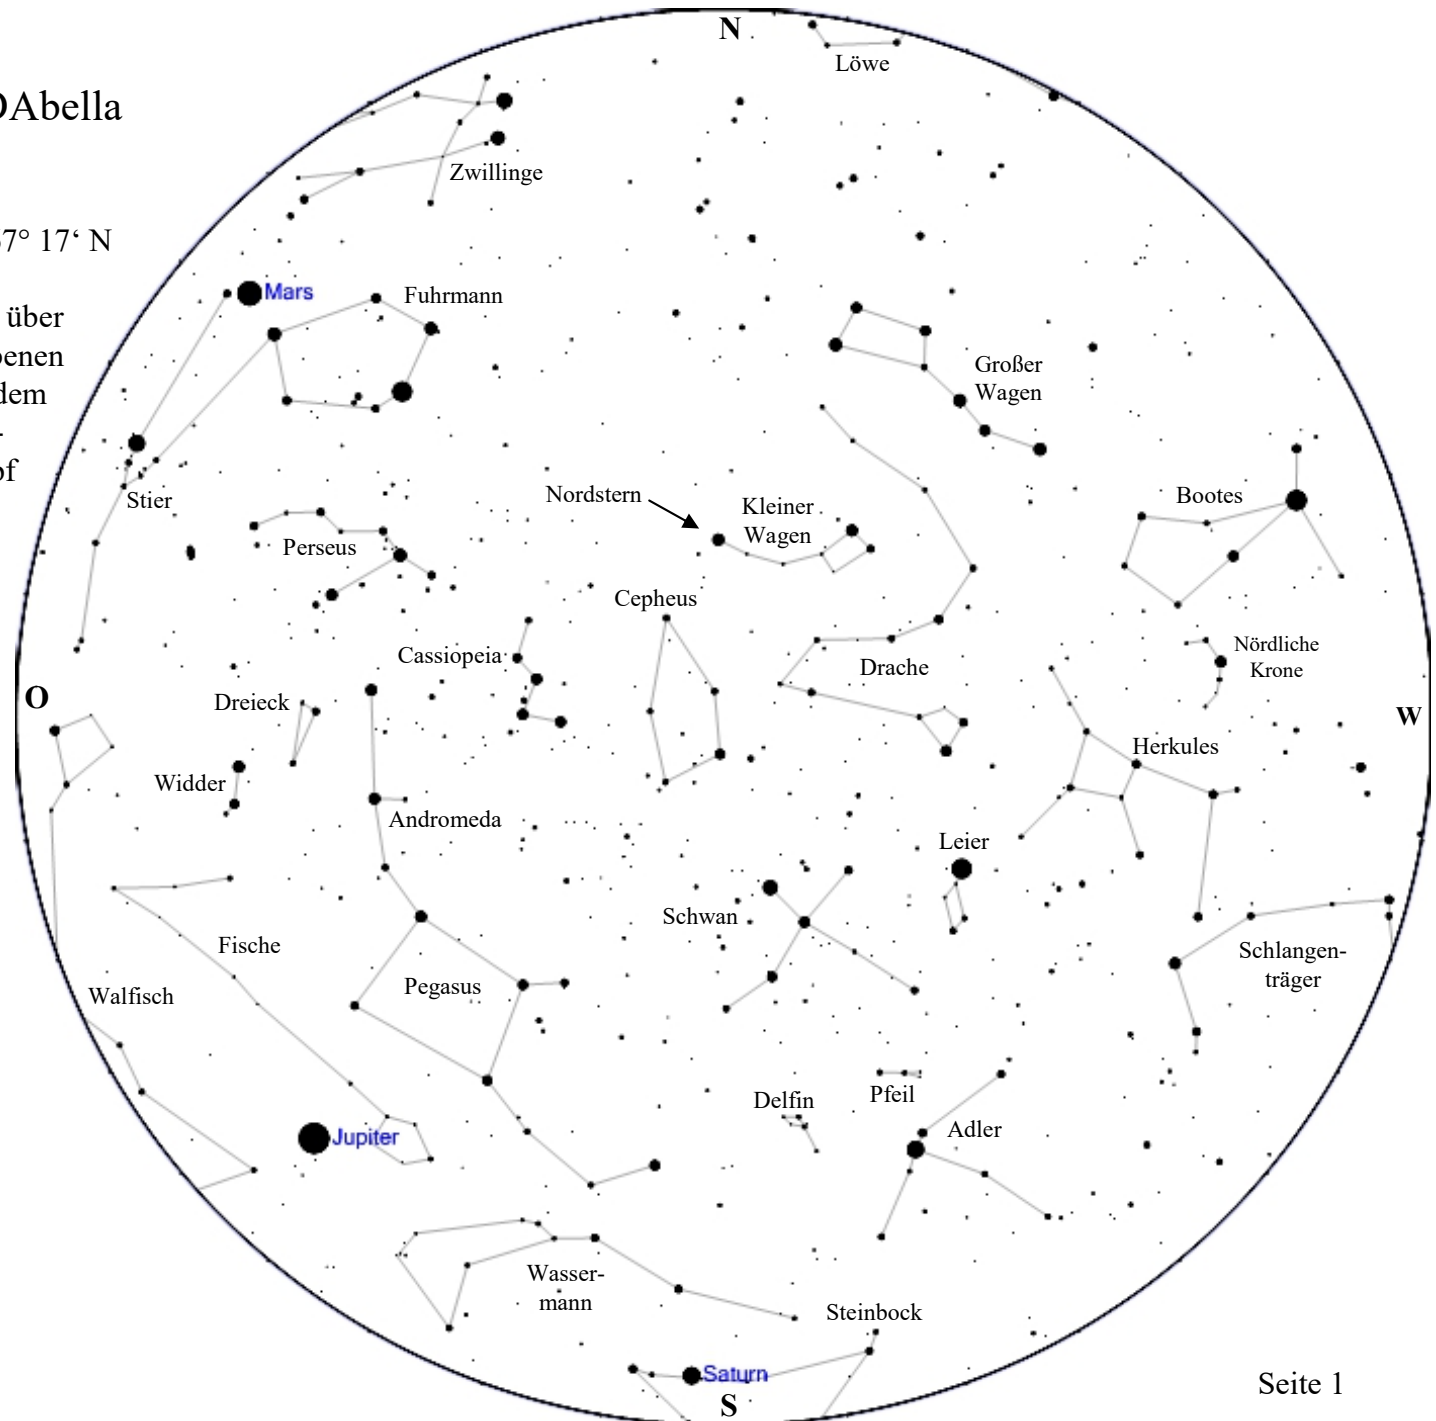 N
Löwe
DAbella
Zwillinge
7° 17‘ N
Mars
Fuhrmann
über
benen
dem
-
of
Großer
Wagen
Stier
Nordstern
Kleiner
Wagen
Bootes
Perseus
Cepheus
Cassiopeia
Drache
Nördliche
Krone
O
Dreieck
W
Herkules
Widder
Andromeda
Leier
Schwan
Fische
Schlangen-
träger
Pegasus
Walfisch
Pfeil
Delfin
Adler
Jupiter
Wasser-
mann
Steinbock
Saturn
S
Seite 1